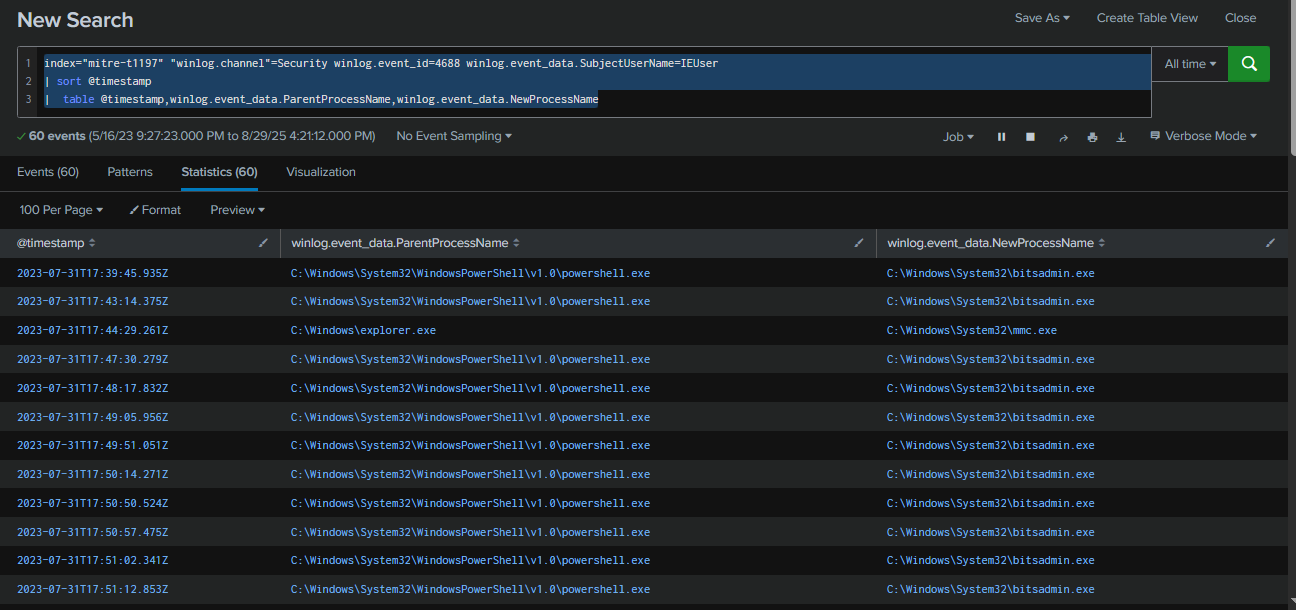 New Search
Save As Create Table View Close
1 index="mitre-t1197" "winlog.channel"=Security winlog.event_id=4688 winlog.event_data.SubjectUserName=IEUser
2 | sort @timestamp
3 | table @timestamp,winlog.event_data.ParentProcessName,winlog.event_data.NewProcessName
All time
60 events (5/16/23 9:27:23.000 PM to 8/29/25 4:21:12.000 PM) No Event Sampling Job Verbose Mode
Events (60) Patterns Statistics (60) Visualization
100 Per Page Format Preview
@timestamp winlog.event_data.ParentProcessName winlog.event_data.NewProcessName
2023-07-31T17:39:45.935Z C:\Windows\System32\WindowsPowerShell\v1.0\powershell.exe C:\Windows\System32\bitsadmin.exe
2023-07-31T17:43:14.375Z C:\Windows\System32\WindowsPowerShell\v1.0\powershell.exe C:\Windows\System32\bitsadmin.exe
2023-07-31T17:44:29.261Z C:\Windows\explorer.exe C:\Windows\System32\mmc.exe
2023-07-31T17:47:30.279Z C:\Windows\System32\WindowsPowerShell\v1.0\powershell.exe C:\Windows\System32\bitsadmin.exe
2023-07-31T17:48:17.832Z C:\Windows\System32\WindowsPowerShell\v1.0\powershell.exe C:\Windows\System32\bitsadmin.exe
2023-07-31T17:49:05.956Z C:\Windows\System32\WindowsPowerShell\v1.0\powershell.exe C:\Windows\System32\bitsadmin.exe
2023-07-31T17:49:51.051Z C:\Windows\System32\WindowsPowerShell\v1.0\powershell.exe C:\Windows\System32\bitsadmin.exe
2023-07-31T17:50:14.271Z C:\Windows\System32\WindowsPowerShell\v1.0\powershell.exe C:\Windows\System32\bitsadmin.exe
2023-07-31T17:50:50.524Z C:\Windows\System32\WindowsPowerShell\v1.0\powershell.exe C:\Windows\System32\bitsadmin.exe
2023-07-31T17:50:57.475Z C:\Windows\System32\WindowsPowerShell\v1.0\powershell.exe C:\Windows\System32\bitsadmin.exe
2023-07-31T17:51:02.341Z C:\Windows\System32\WindowsPowerShell\v1.0\powershell.exe C:\Windows\System32\bitsadmin.exe
2023-07-31T17:51:12.853Z C:\Windows\System32\WindowsPowerShell\v1.0\powershell.exe C:\Windows\System32\bitsadmin.exe